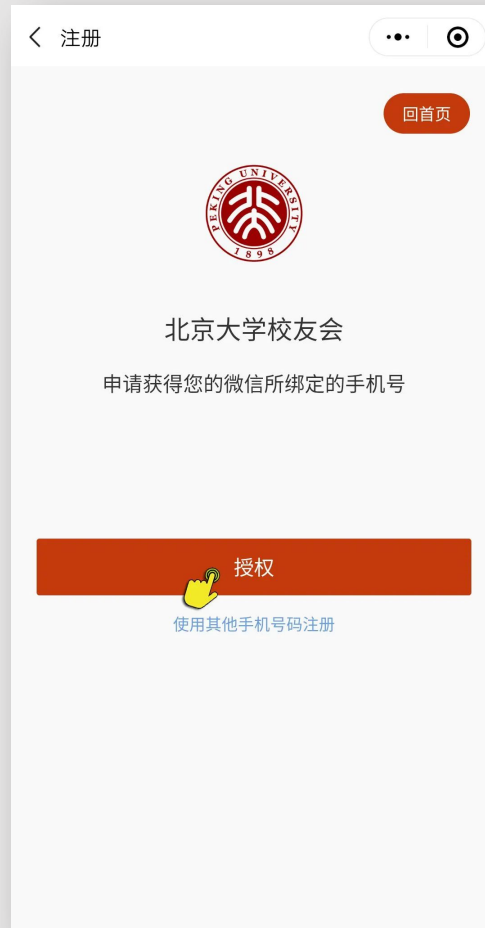 注册
回首页
PEKING UNIVERSITY
1898
北京大学校友会
申请获得您的微信所绑定的手机号
授权
使用其他手机号码注册